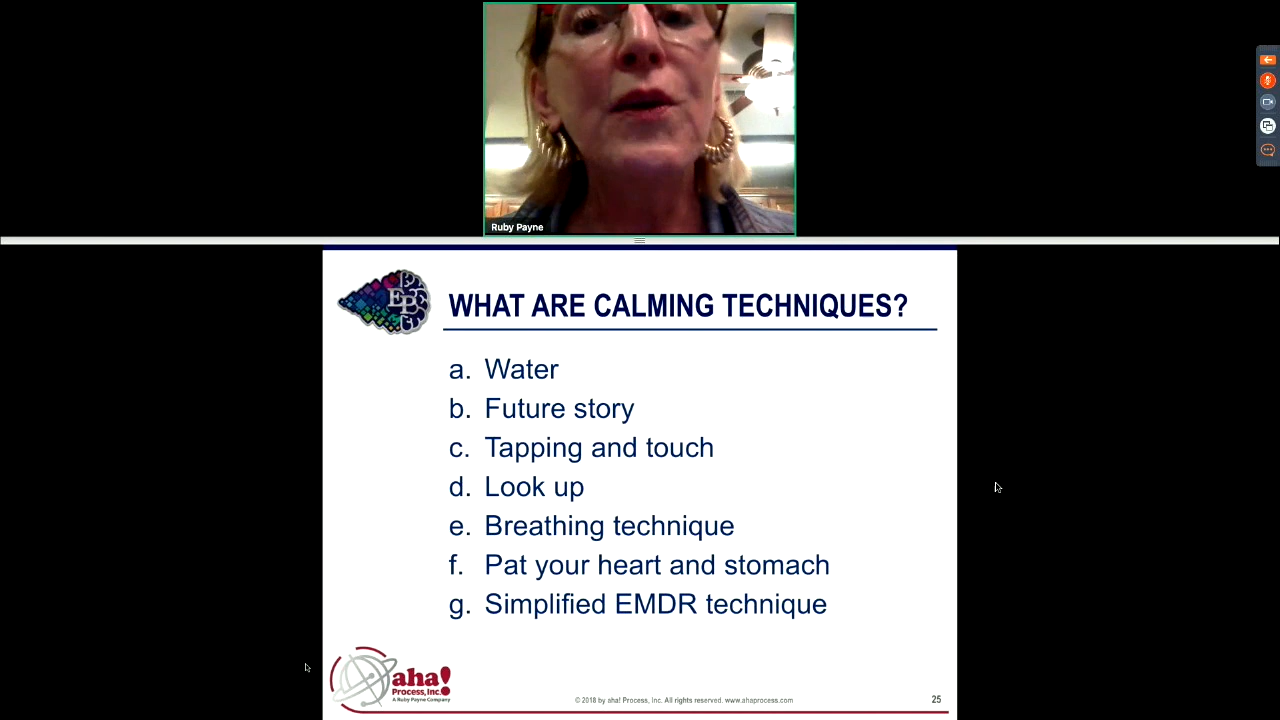 Ruby Payne
EPB
WHAT ARE CALMING TECHNIQUES?
a. Water
b. Future story
c. Tapping and touch
d. Look up
e. Breathing technique
f. Pat your heart and stomach
g. Simplified EMDR technique
aha!
Process, Inc.
A Ruby Payne Company
© 2018 by aha! Process, Inc. All rights reserved. www.ahaprocess.com
25